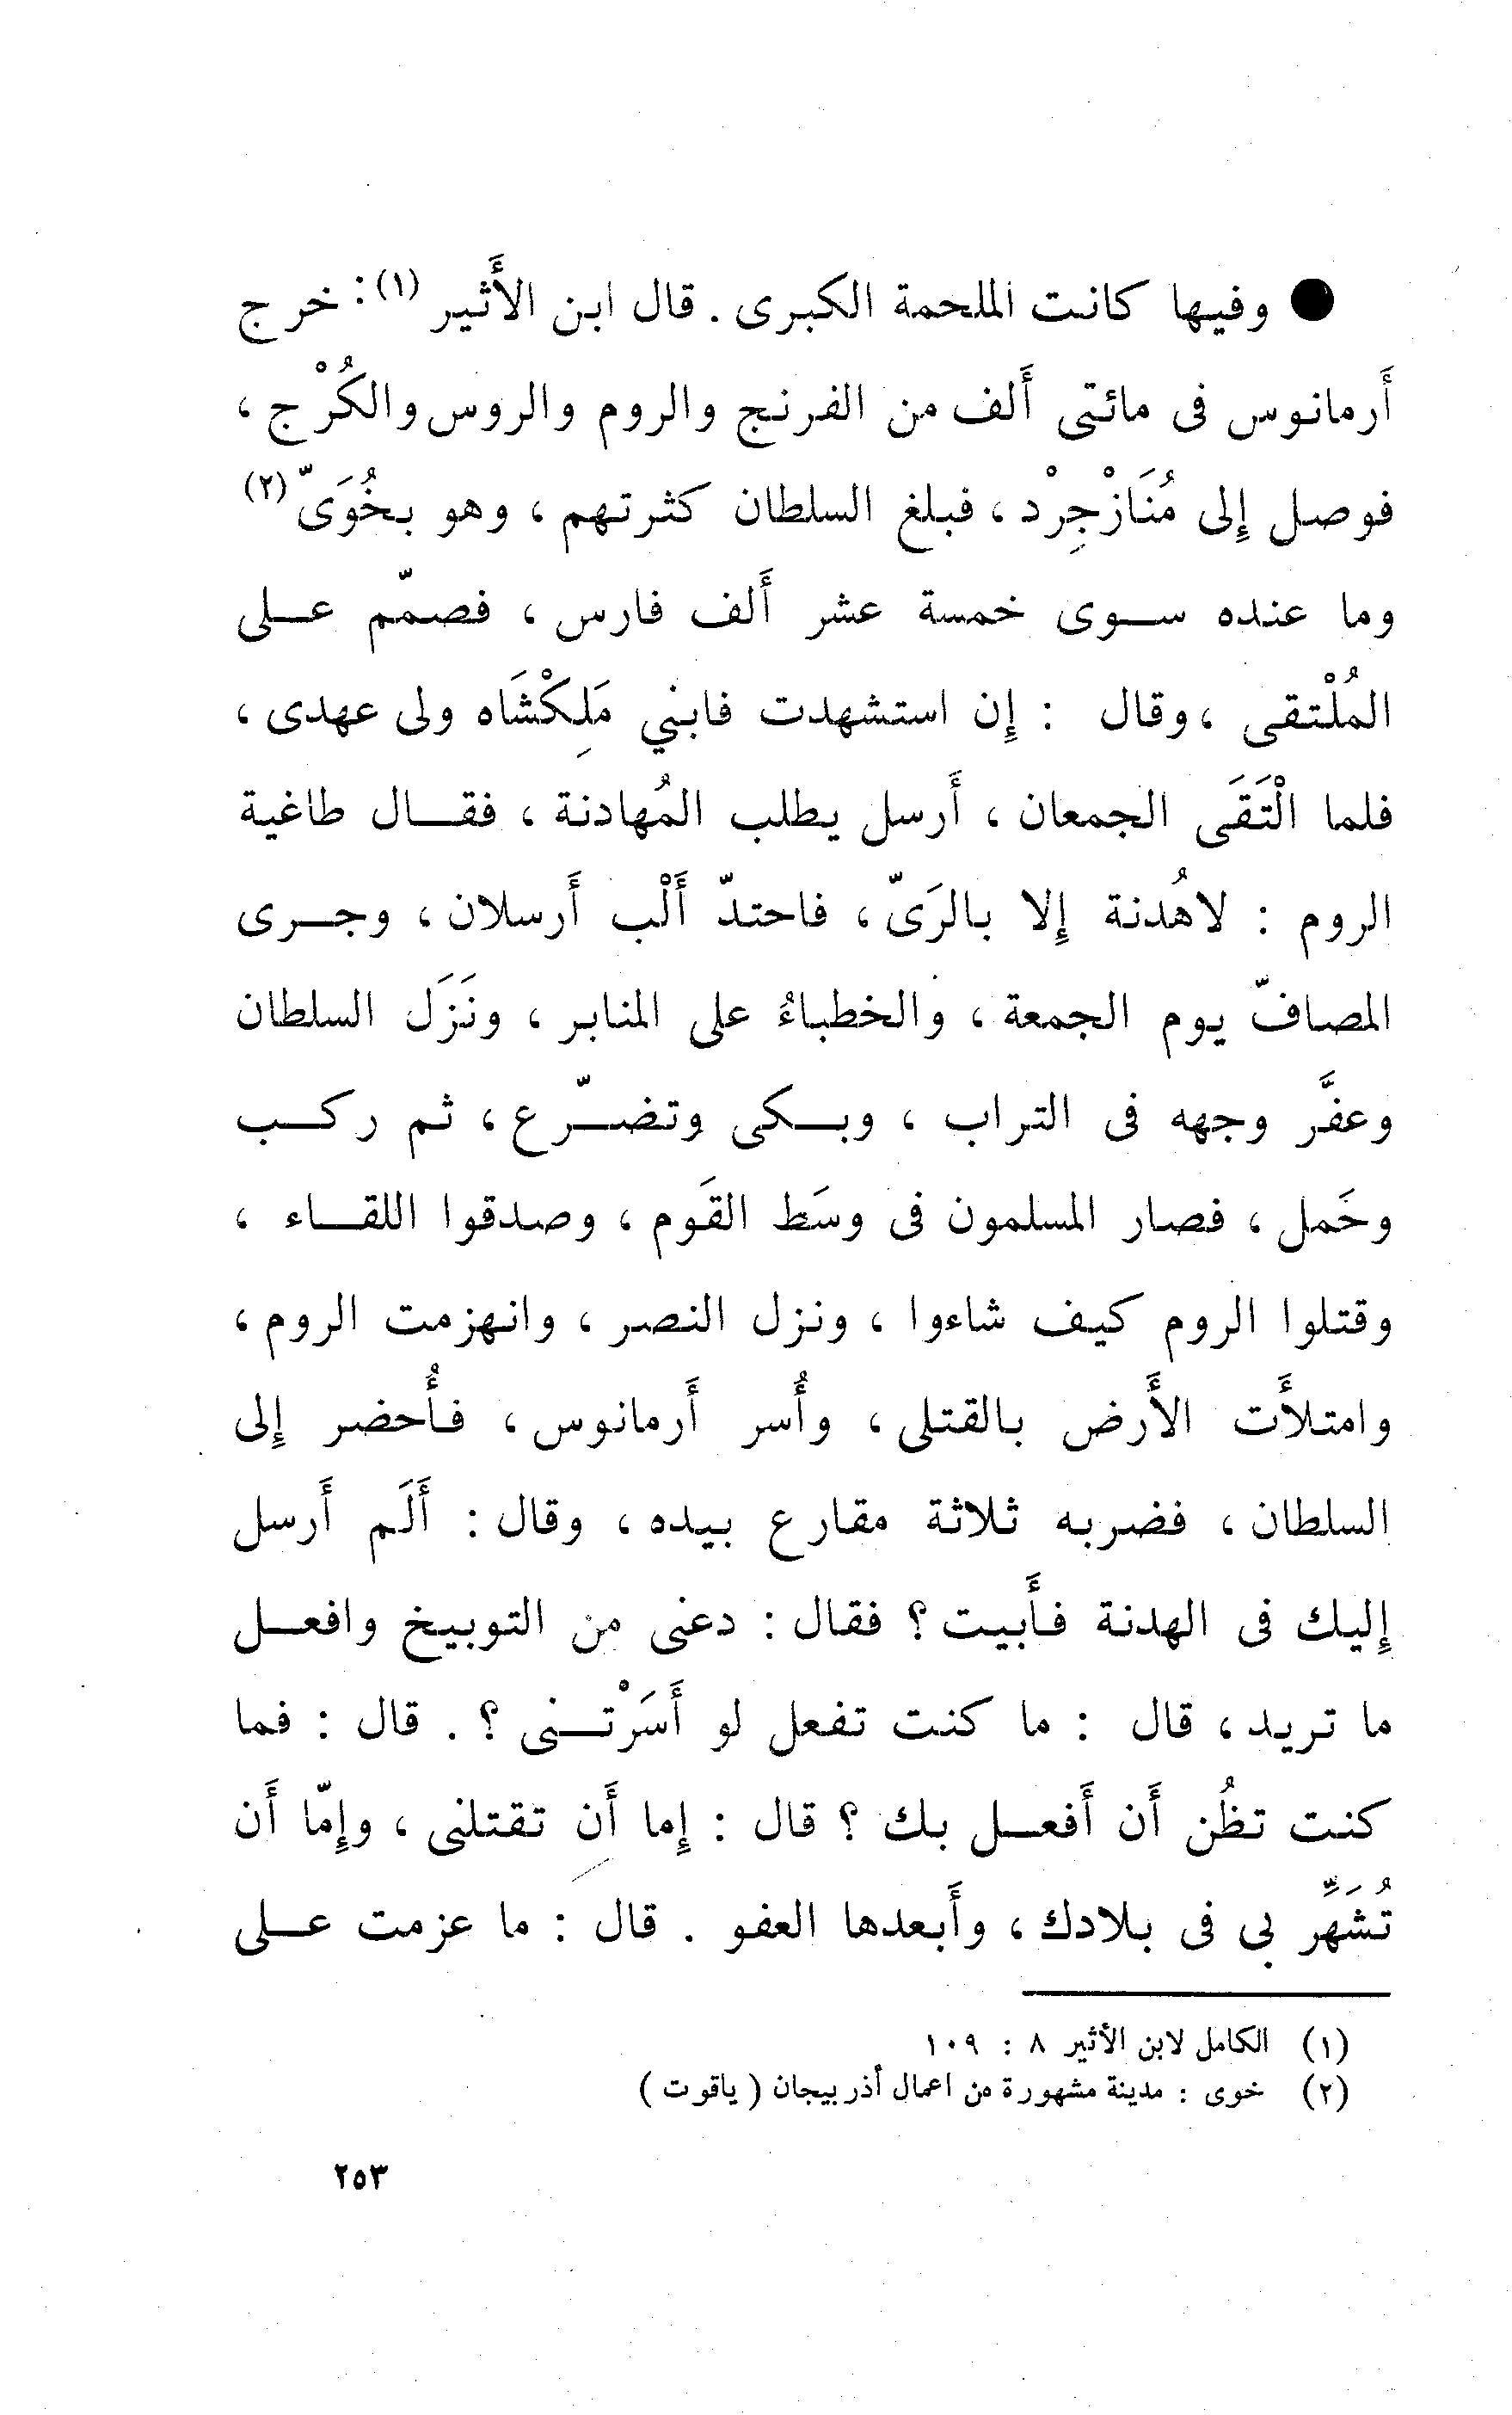 ● وفيها كانت الملحمة الكبرى . قال ابن الأَثير (١) : خرج
أَرمانوس فى مائتى أَلف من الفرنج والروم والروس والكُرْج ،
فوصل إِلى مُنَازْجِرْد ، فبلغ السلطان كثرتهم ، وهو بخُوَىّ (٢)
وما عنده سوى خمسة عشر أَلف فارس ، فصمّم على
المُلْتقى ، وقال : إِن استشهدت فابني مَلِكْشَاه ولى عهدى ،
فلما الْتَقَى الجمعان ، أَرسل يطلب المُهادنة ، فقال طاغية
الروم : لاهُدنة إِلا بالرَىّ ، فاحتدّ أَلْب أَرسلان ، وجرى
المصافّ يوم الجمعة ، والخطباءُ على المنابر ، ونَزَل السلطان
وعفَّر وجهه فى التراب ، وبكى وتضرّع ، ثم ركب
وحَمل ، فصار المسلمون فى وسَط القَوم ، وصدقوا اللقاء ،
وقتلوا الروم كيف شاءوا ، ونزل النصر ، وانهزمت الروم ،
وامتلأَت الأَرض بالقتلى ، وأُسر أَرمانوس ، فأُحضر إِلى
السلطان ، فضربه ثلاثة مقارع بيده ، وقال : أَلَم أَرسل
إِليك فى الهدنة فأَبيت ؟ فقال : دعنى من التوبيخ وافعل
ما تريد ، قال : ما كنت تفعل لو أَسَرْتنى ؟ . قال : فما
كنت تظُن أَن أَفعل بك ؟ قال : إِما أَن تقتلنى ، وإِمّا أَن
تُشَهِّر بي فى بلادك ، وأَبعدها العفو . قال : ما عزمت على
(١) الكامل لابن الأثير ٨ : ١٠٩
(٢) خوى : مدينة مشهورة من اعمال أذربيجان ( ياقوت )
٢٥٣